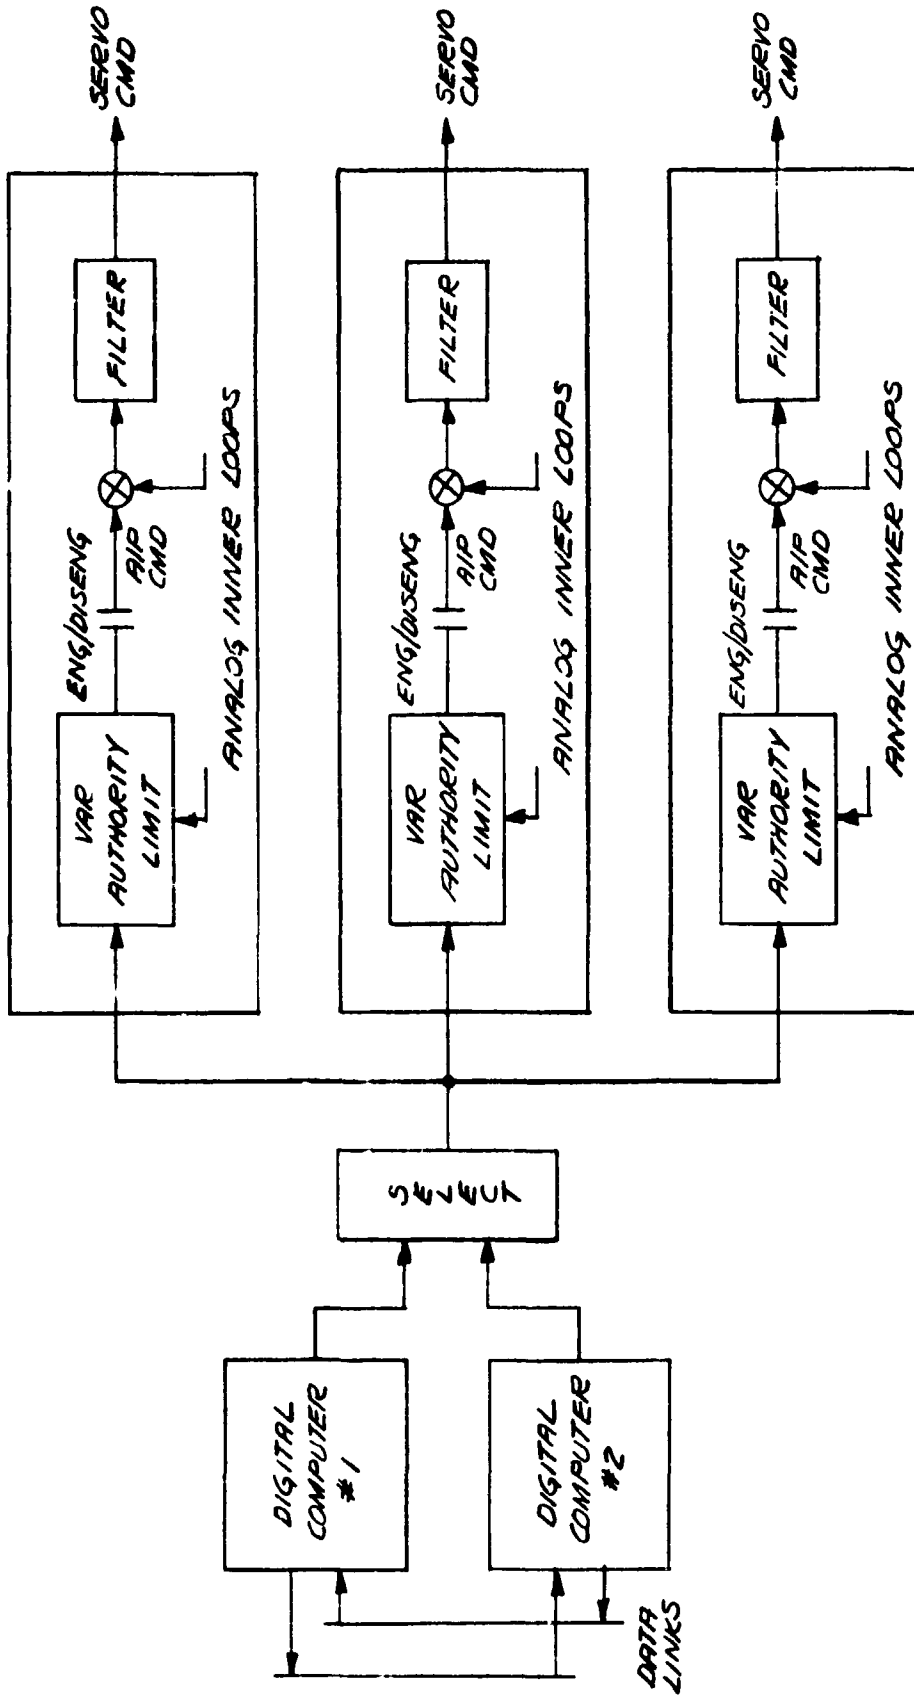 DIGITAL
COMPUTER
#1
DIGITAL
COMPUTER
#2
DATA
LINKS
SELECT
VAR
AUTHORITY
LIMIT
ENG/DISENG
A/P
CMD
FILTER
ANALOG INNER LOOPS
SERVO
CMD
VAR
AUTHORITY
LIMIT
ENG/DISENG
A/P
CMD
FILTER
ANALOG INNER LOOPS
SERVO
CMD
VAR
AUTHORITY
LIMIT
ENG/DISENG
A/P
CMD
FILTER
ANALOG INNER LOOPS
SERVO
CMD